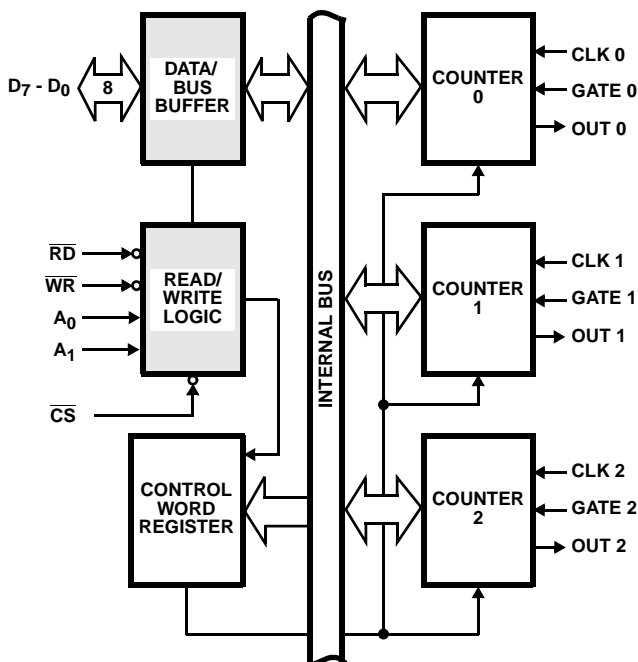 D7 - D0
8
DATA/
BUS
BUFFER
RD
WR
A0
A1
CS
READ/
WRITE
LOGIC
CONTROL
WORD
REGISTER
INTERNAL BUS
COUNTER
0
CLK 0
GATE 0
OUT 0
COUNTER
1
CLK 1
GATE 1
OUT 1
COUNTER
2
CLK 2
GATE 2
OUT 2